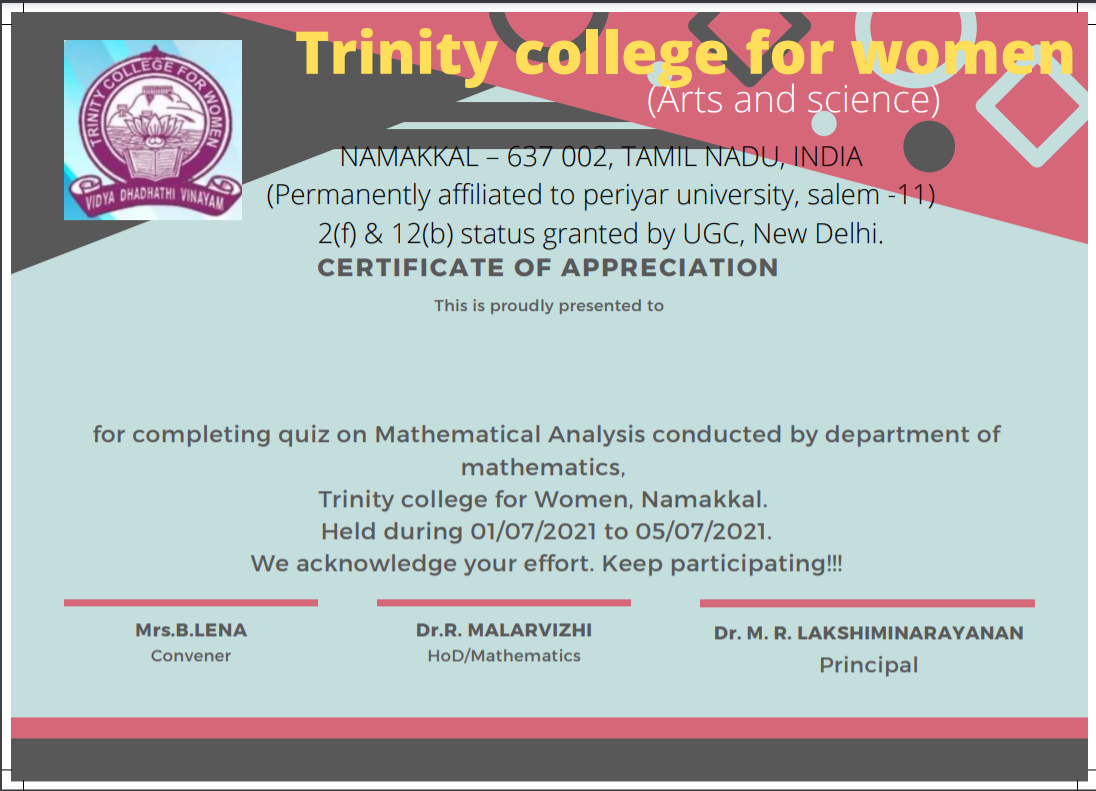 TRINITY COLLEGE FOR WOMEN
VIDYA DHADHATHI VINAYAM
Trinity college for women
(Arts and science)
NAMAKKAL – 637 002, TAMIL NADU, INDIA
(Permanently affiliated to periyar university, salem -11)
2(f) & 12(b) status granted by UGC, New Delhi.
CERTIFICATE OF APPRECIATION
This is proudly presented to
for completing quiz on Mathematical Analysis conducted by department of
mathematics,
Trinity college for Women, Namakkal.
Held during 01/07/2021 to 05/07/2021.
We acknowledge your effort. Keep participating!!!
Mrs.B.LENA
Convener
Dr.R. MALARVIZHI
HoD/Mathematics
Dr. M. R. LAKSHIMINARAYANAN
Principal